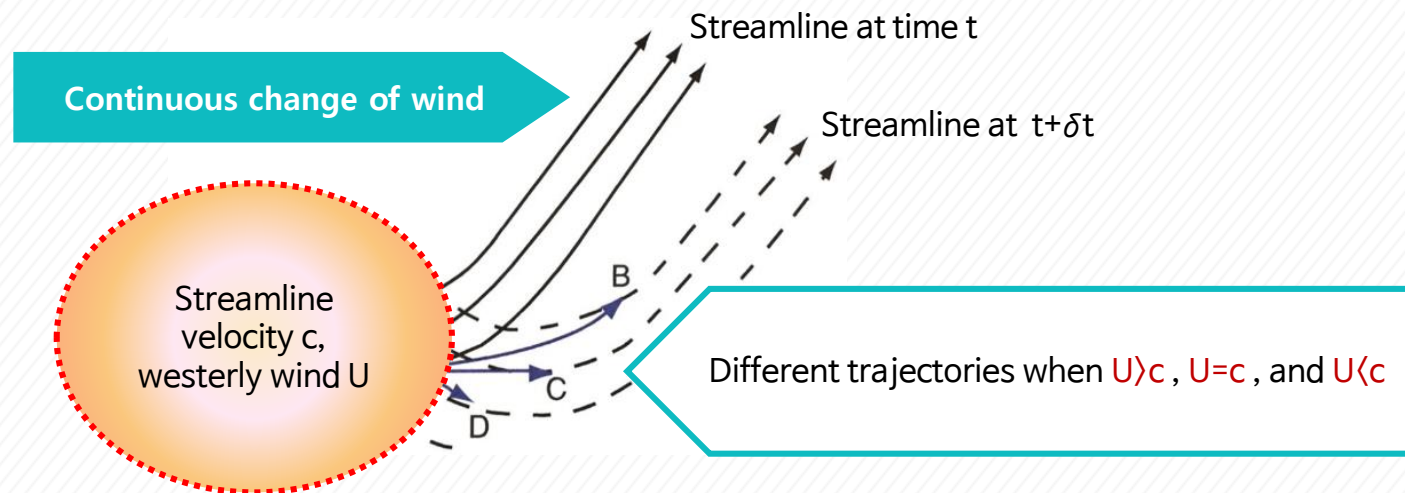 Streamline at time t
Continuous change of wind
Streamline at t+δt
B
Streamline
velocity c,
westerly wind U
C
D
Different trajectories when U〉c , U=c , and U〈c